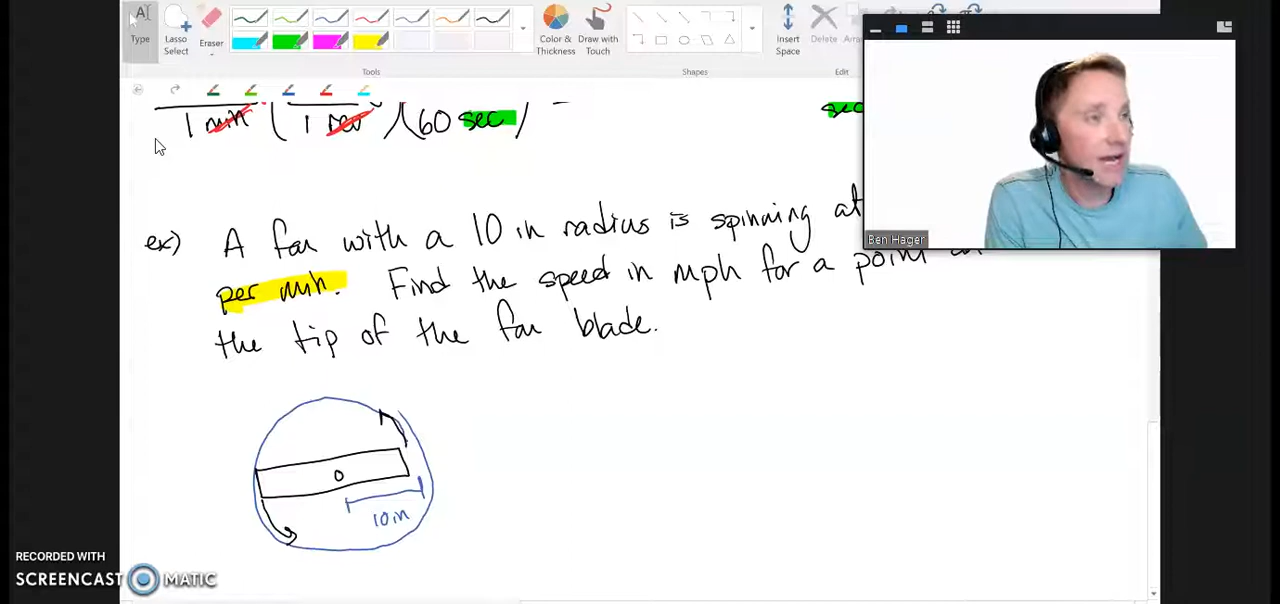 Type
Lasso
Select
Eraser
Color &
Thickness
Draw with
Touch
Insert
Space
Delete
Tools
Shapes
Edit
1 min ( 1 rev )(60 sec )
sec
ex) A fan with a 10 in radius is spinning at
per min. Find the speed in mph for a point
the tip of the fan blade.
10 in
Ben Hager
RECORDED WITH
SCREENCAST MATIC